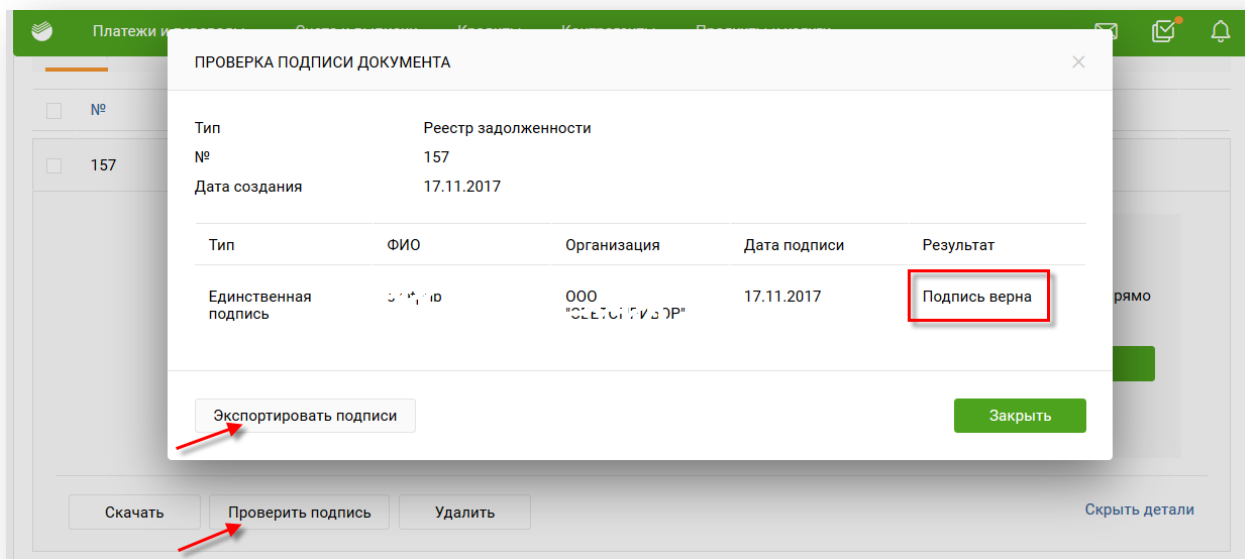 Платежи и
ПРОВЕРКА ПОДПИСИ ДОКУМЕНТА
№
Тип Реестр задолженности
№ 157
157
Дата создания 17.11.2017
Тип ФИО Организация Дата подписи Результат
Единственная ООО 17.11.2017 Подпись верна
подпись
рямо
Экспортировать подписи Закрыть
Скачать Проверить подпись Удалить Скрыть детали